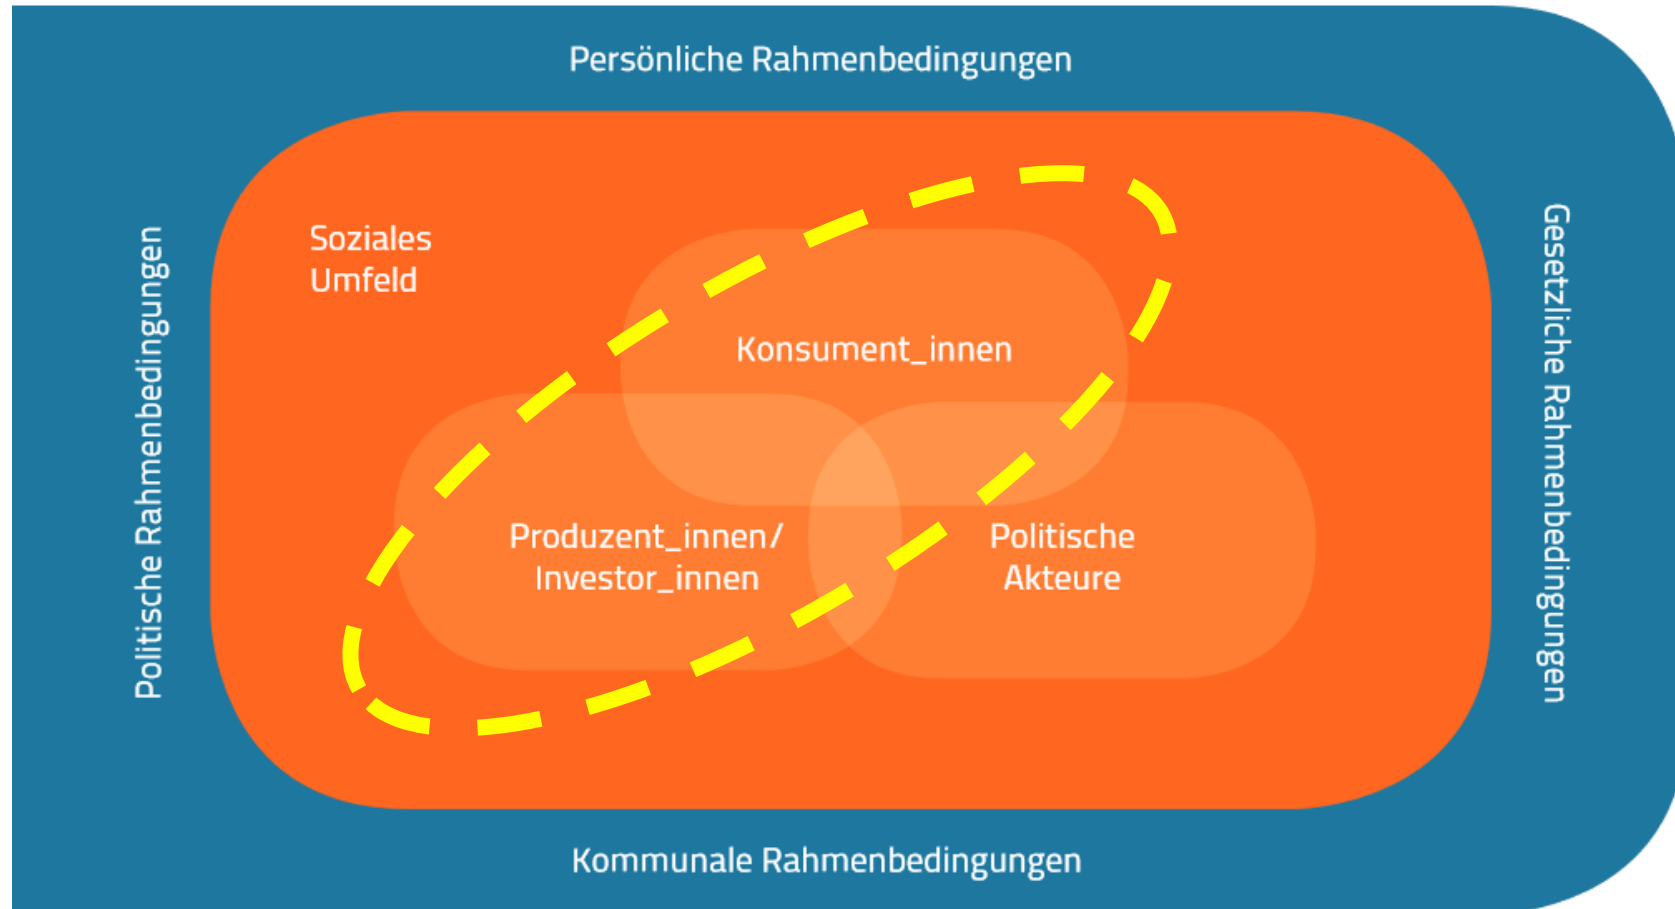 Persönliche Rahmenbedingungen
Politische Rahmenbedingungen
Soziales
Umfeld
Konsument_innen
Produzent_innen/
Investor_innen
Politische
Akteure
Gesetzliche Rahmenbedingungen
Kommunale Rahmenbedingungen